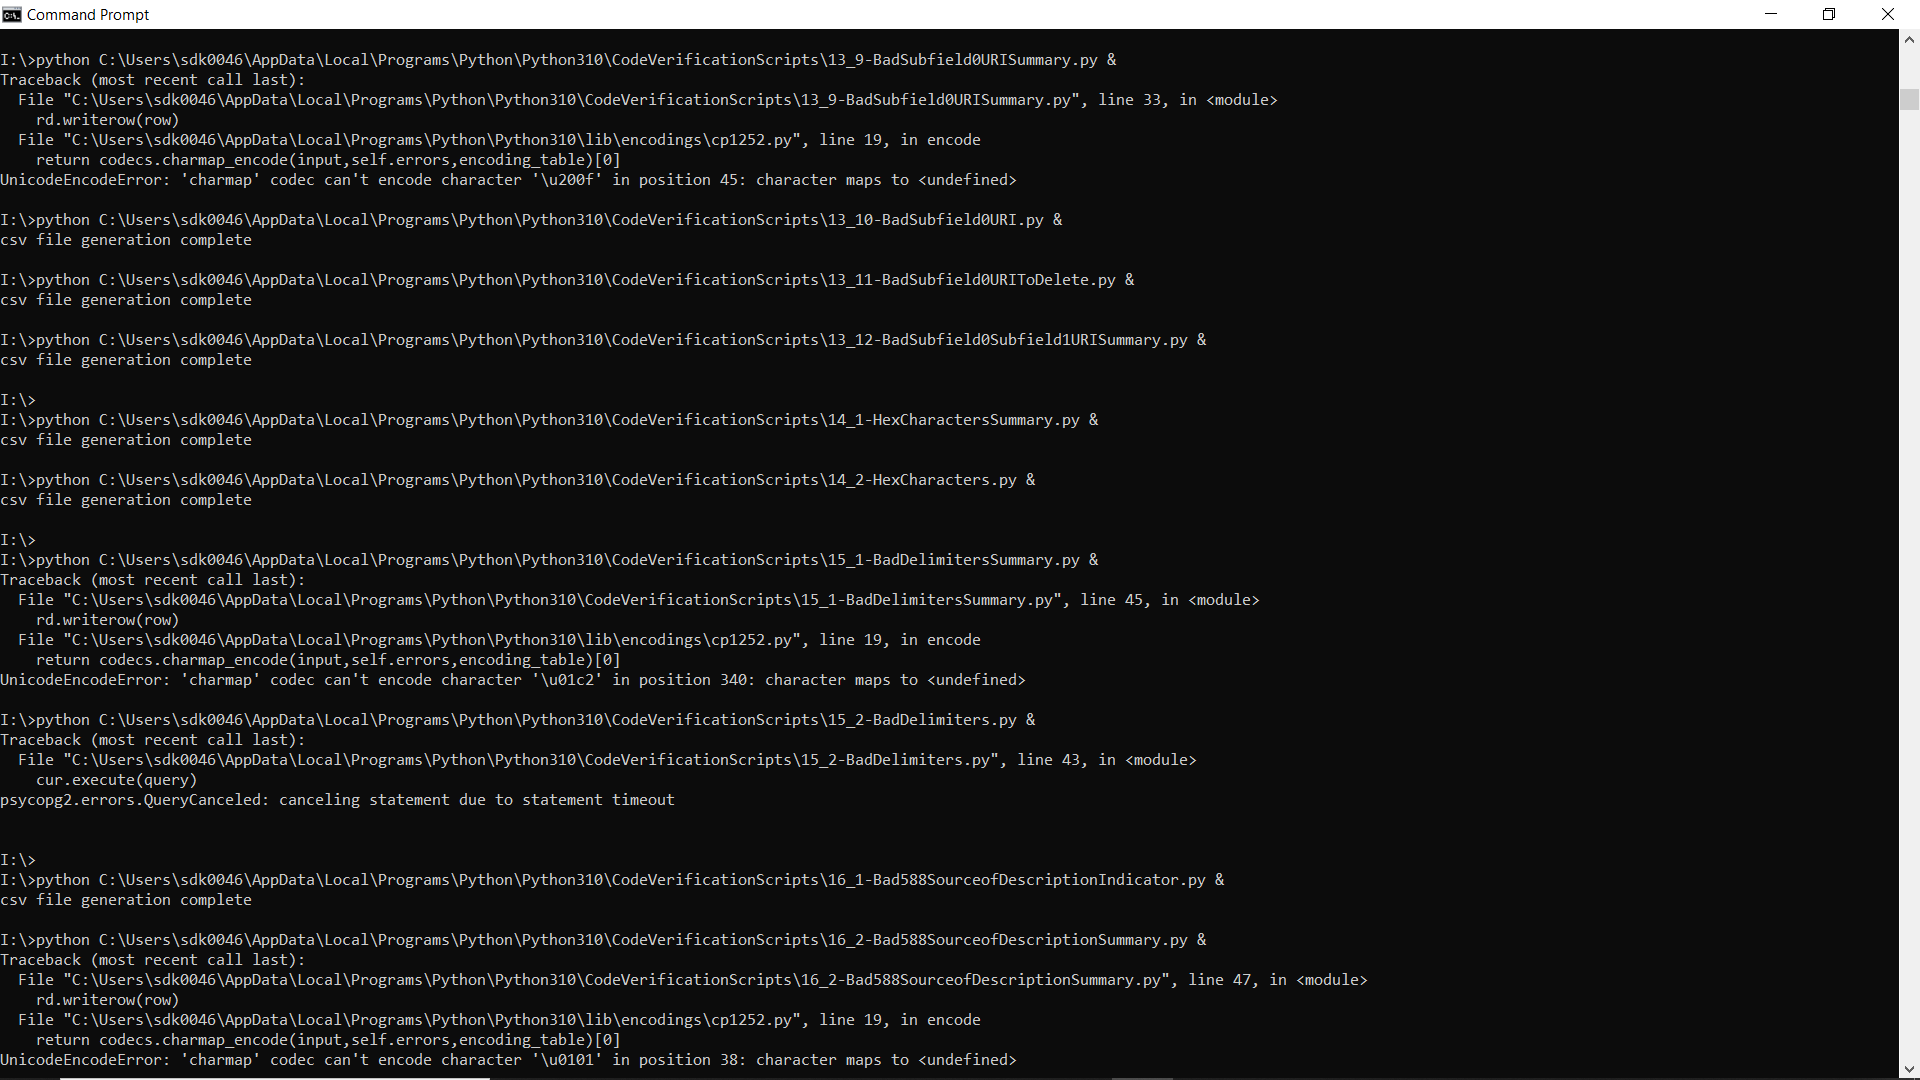 Command Prompt
I:\>python C:\Users\sdk0046\AppData\Local\Programs\Python\Python310\CodeVerificationScripts\13_9-BadSubfield0URISummary.py &
Traceback (most recent call last):
  File "C:\Users\sdk0046\AppData\Local\Programs\Python\Python310\CodeVerificationScripts\13_9-BadSubfield0URISummary.py", line 33, in <module>
    rd.writerow(row)
  File "C:\Users\sdk0046\AppData\Local\Programs\Python\Python310\lib\encodings\cp1252.py", line 19, in encode
    return codecs.charmap_encode(input,self.errors,encoding_table)[0]
UnicodeEncodeError: 'charmap' codec can't encode character '\u200f' in position 45: character maps to <undefined>
I:\>python C:\Users\sdk0046\AppData\Local\Programs\Python\Python310\CodeVerificationScripts\13_10-BadSubfield0URI.py &
csv file generation complete
I:\>python C:\Users\sdk0046\AppData\Local\Programs\Python\Python310\CodeVerificationScripts\13_11-BadSubfield0URIToDelete.py &
csv file generation complete
I:\>python C:\Users\sdk0046\AppData\Local\Programs\Python\Python310\CodeVerificationScripts\13_12-BadSubfield0Subfield1URISummary.py &
csv file generation complete
I:\>
I:\>python C:\Users\sdk0046\AppData\Local\Programs\Python\Python310\CodeVerificationScripts\14_1-HexCharactersSummary.py &
csv file generation complete
I:\>python C:\Users\sdk0046\AppData\Local\Programs\Python\Python310\CodeVerificationScripts\14_2-HexCharacters.py &
csv file generation complete
I:\>
I:\>python C:\Users\sdk0046\AppData\Local\Programs\Python\Python310\CodeVerificationScripts\15_1-BadDelimitersSummary.py &
Traceback (most recent call last):
  File "C:\Users\sdk0046\AppData\Local\Programs\Python\Python310\CodeVerificationScripts\15_1-BadDelimitersSummary.py", line 45, in <module>
    rd.writerow(row)
  File "C:\Users\sdk0046\AppData\Local\Programs\Python\Python310\lib\encodings\cp1252.py", line 19, in encode
    return codecs.charmap_encode(input,self.errors,encoding_table)[0]
UnicodeEncodeError: 'charmap' codec can't encode character '\u01c2' in position 340: character maps to <undefined>
I:\>python C:\Users\sdk0046\AppData\Local\Programs\Python\Python310\CodeVerificationScripts\15_2-BadDelimiters.py &
Traceback (most recent call last):
  File "C:\Users\sdk0046\AppData\Local\Programs\Python\Python310\CodeVerificationScripts\15_2-BadDelimiters.py", line 43, in <module>
    cur.execute(query)
psycopg2.errors.QueryCanceled: canceling statement due to statement timeout
I:\>
I:\>python C:\Users\sdk0046\AppData\Local\Programs\Python\Python310\CodeVerificationScripts\16_1-Bad588SourceofDescriptionIndicator.py &
csv file generation complete
I:\>python C:\Users\sdk0046\AppData\Local\Programs\Python\Python310\CodeVerificationScripts\16_2-Bad588SourceofDescriptionSummary.py &
Traceback (most recent call last):
  File "C:\Users\sdk0046\AppData\Local\Programs\Python\Python310\CodeVerificationScripts\16_2-Bad588SourceofDescriptionSummary.py", line 47, in <module>
    rd.writerow(row)
  File "C:\Users\sdk0046\AppData\Local\Programs\Python\Python310\lib\encodings\cp1252.py", line 19, in encode
    return codecs.charmap_encode(input,self.errors,encoding_table)[0]
UnicodeEncodeError: 'charmap' codec can't encode character '\u0101' in position 38: character maps to <undefined>